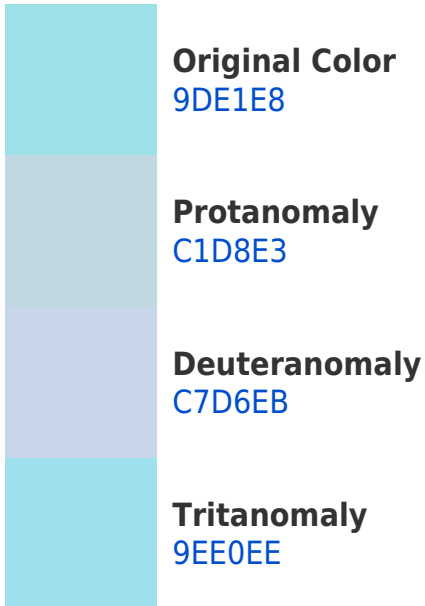 Original Color
9DE1E8
Protanomaly
C1D8E3
Deuteranomaly
C7D6EB
Tritanomaly
9EE0EE